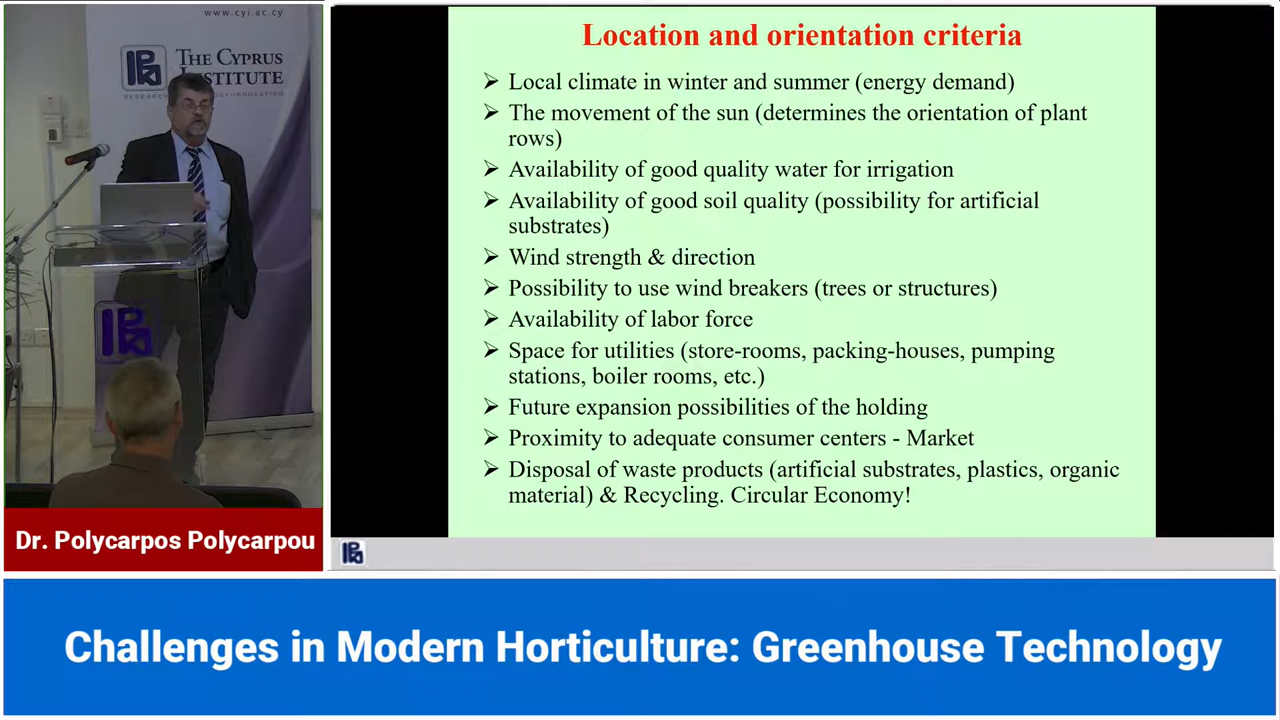 www.cyi.ac.cy
THE CYPRUS
INSTITUTE
Location and orientation criteria
➢ Local climate in winter and summer (energy demand)
➢ The movement of the sun (determines the orientation of plant
rows)
➢ Availability of good quality water for irrigation
➢ Availability of good soil quality (possibility for artificial
substrates)
➢ Wind strength & direction
➢ Possibility to use wind breakers (trees or structures)
➢ Availability of labor force
➢ Space for utilities (store-rooms, packing-houses, pumping
stations, boiler rooms, etc.)
➢ Future expansion possibilities of the holding
➢ Proximity to adequate consumer centers - Market
➢ Disposal of waste products (artificial substrates, plastics, organic
material) & Recycling. Circular Economy!
Dr. Polycarpos Polycarpou
Challenges in Modern Horticulture: Greenhouse Technology